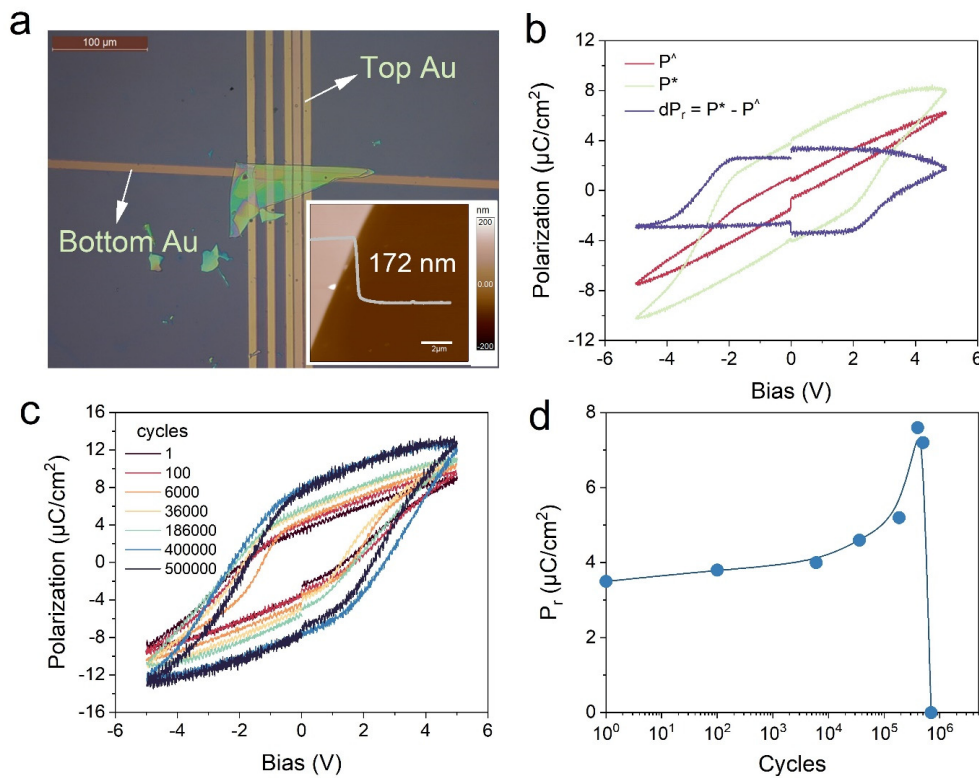 a
100 µm
Top Au
Bottom Au
172 nm
nm
200
0.00
-200
2µm
b
P^
P*
dPr = P* - P^
Polarization (µC/cm²)
8
4
0
-4
-8
-12
-6 -4 -2 0 2 4 6
Bias (V)
c
cycles
1
100
6000
36000
186000
400000
500000
Polarization (µC/cm²)
16
12
8
4
0
-4
-8
-12
-16
-6 -4 -2 0 2 4 6
Bias (V)
d
Pr (µC/cm²)
8
6
4
2
0
10⁰ 10¹ 10² 10³ 10⁴ 10⁵ 10⁶
Cycles